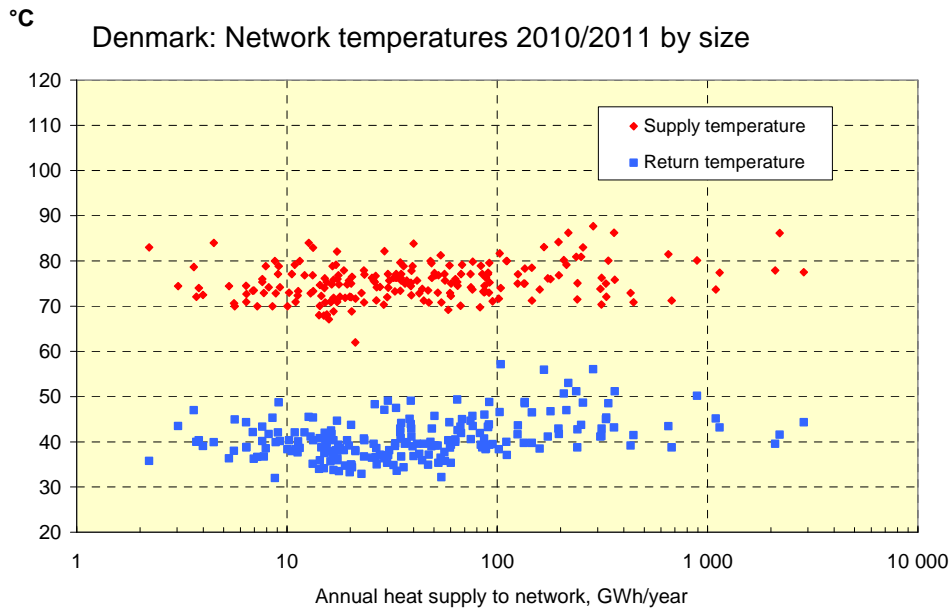 °C
Denmark: Network temperatures 2010/2011 by size
120
110
100
90
80
70
60
50
40
30
20
Supply temperature
Return temperature
1 10 100 1 000 10 000
Annual heat supply to network, GWh/year